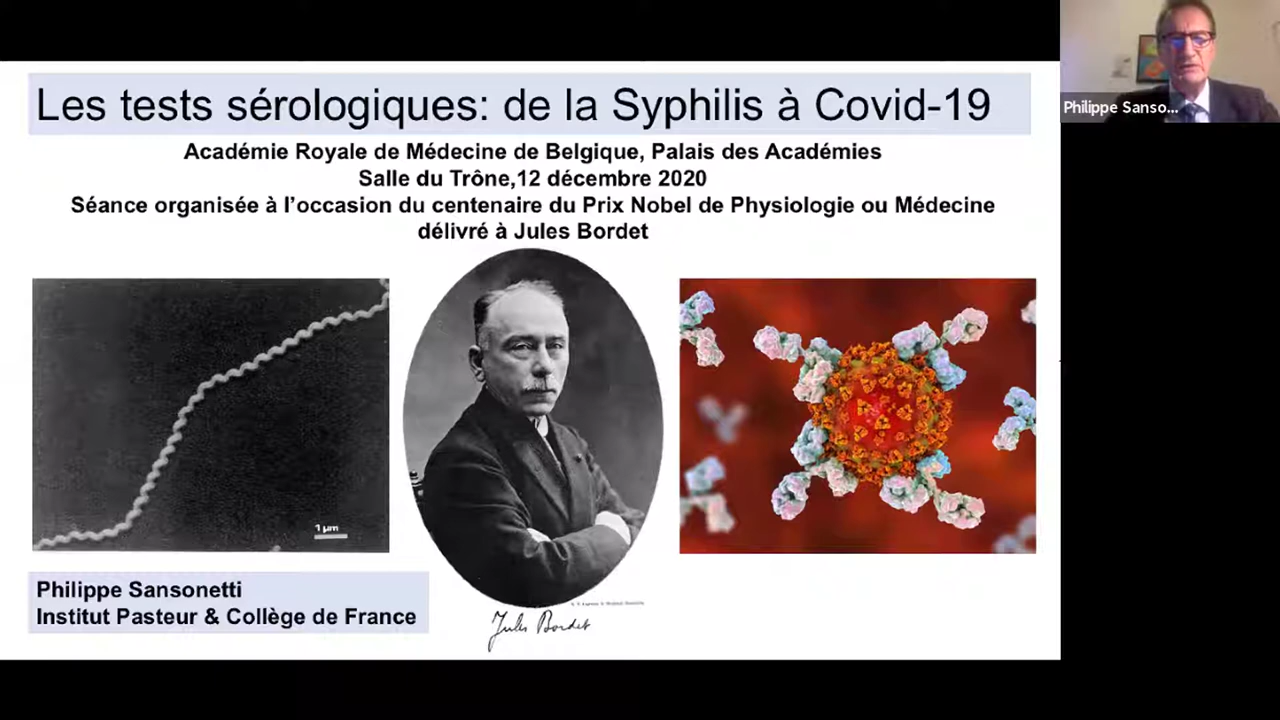 Les tests sérologiques: de la Syphilis à Covid-19
Académie Royale de Médecine de Belgique, Palais des Académies
Salle du Trône,12 décembre 2020
Séance organisée à l'occasion du centenaire du Prix Nobel de Physiologie ou Médecine
délivré à Jules Bordet
1 µm
Philippe Sansonetti
Institut Pasteur & Collège de France
Jules Bordet
Philippe Sanso...